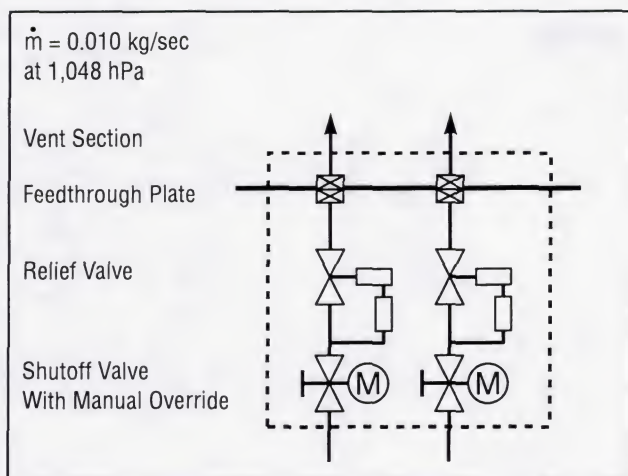 ṁ = 0.010 kg/sec
at 1,048 hPa
Vent Section
Feedthrough Plate
Relief Valve
Shutoff Valve
With Manual Override
M M